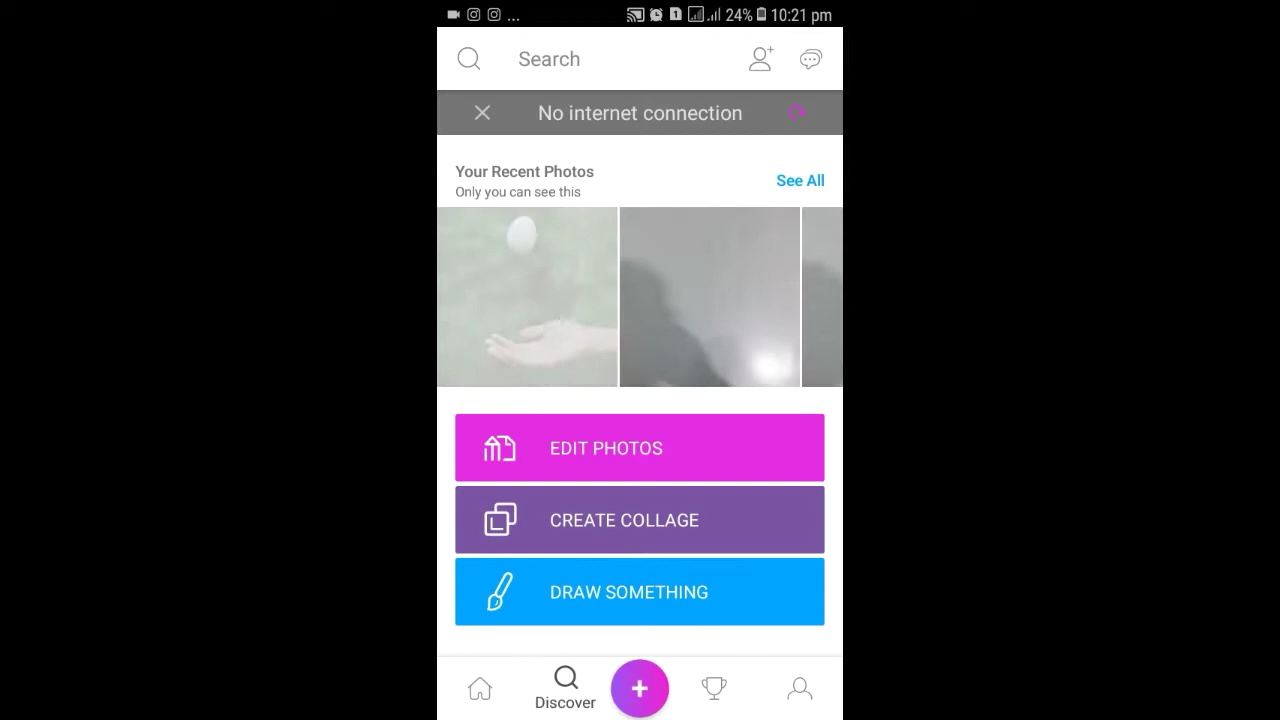 ... 24% 10:21 pm
Search
No internet connection
Your Recent Photos
Only you can see this
See All
EDIT PHOTOS
CREATE COLLAGE
DRAW SOMETHING
Discover